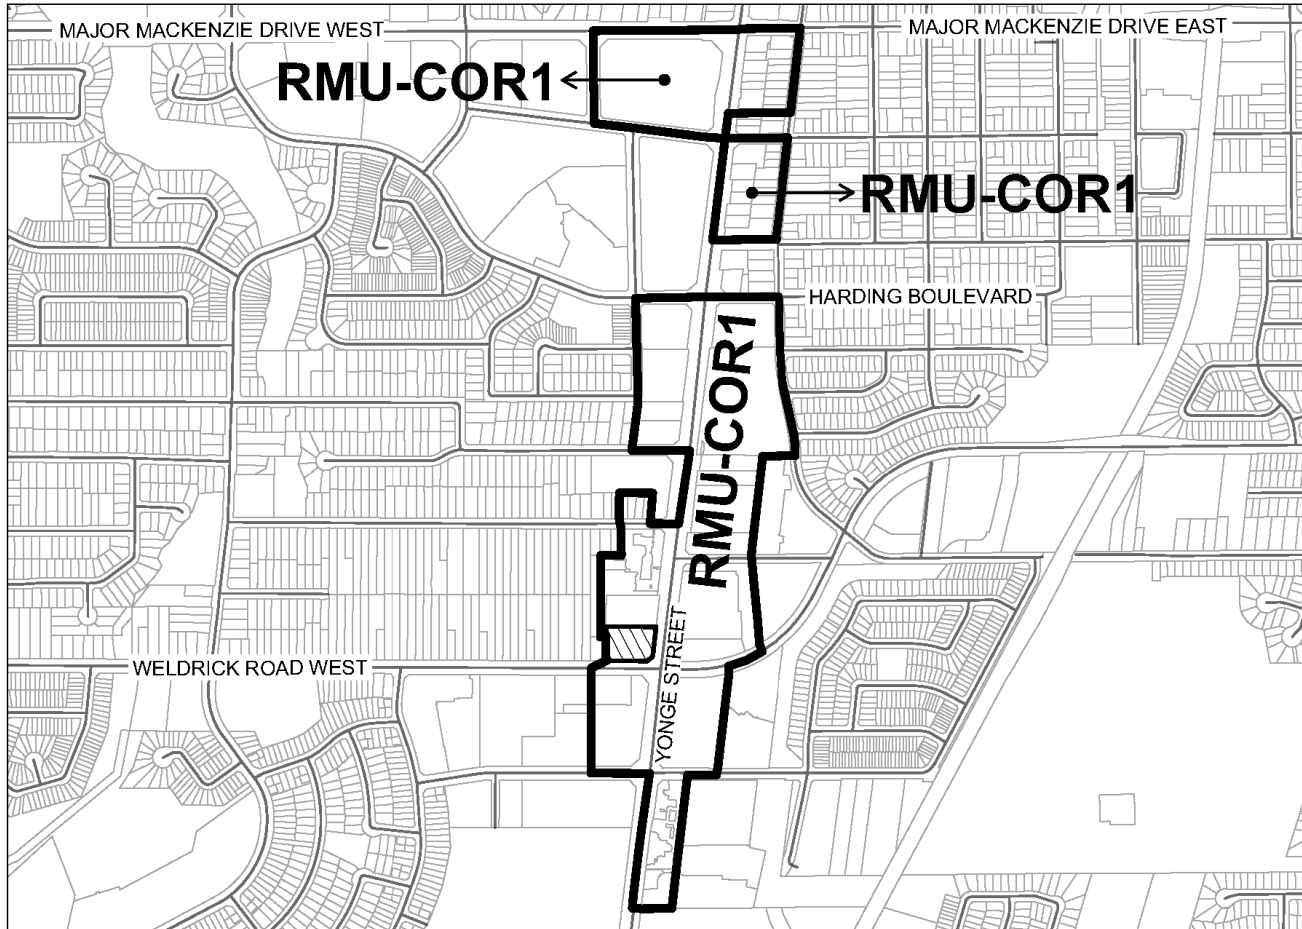 MAJOR MACKENZIE DRIVE WEST
MAJOR MACKENZIE DRIVE EAST
RMU-COR1
RMU-COR1
HARDING BOULEVARD
RMU-COR1
YONGE STREET
WELDRICK ROAD WEST